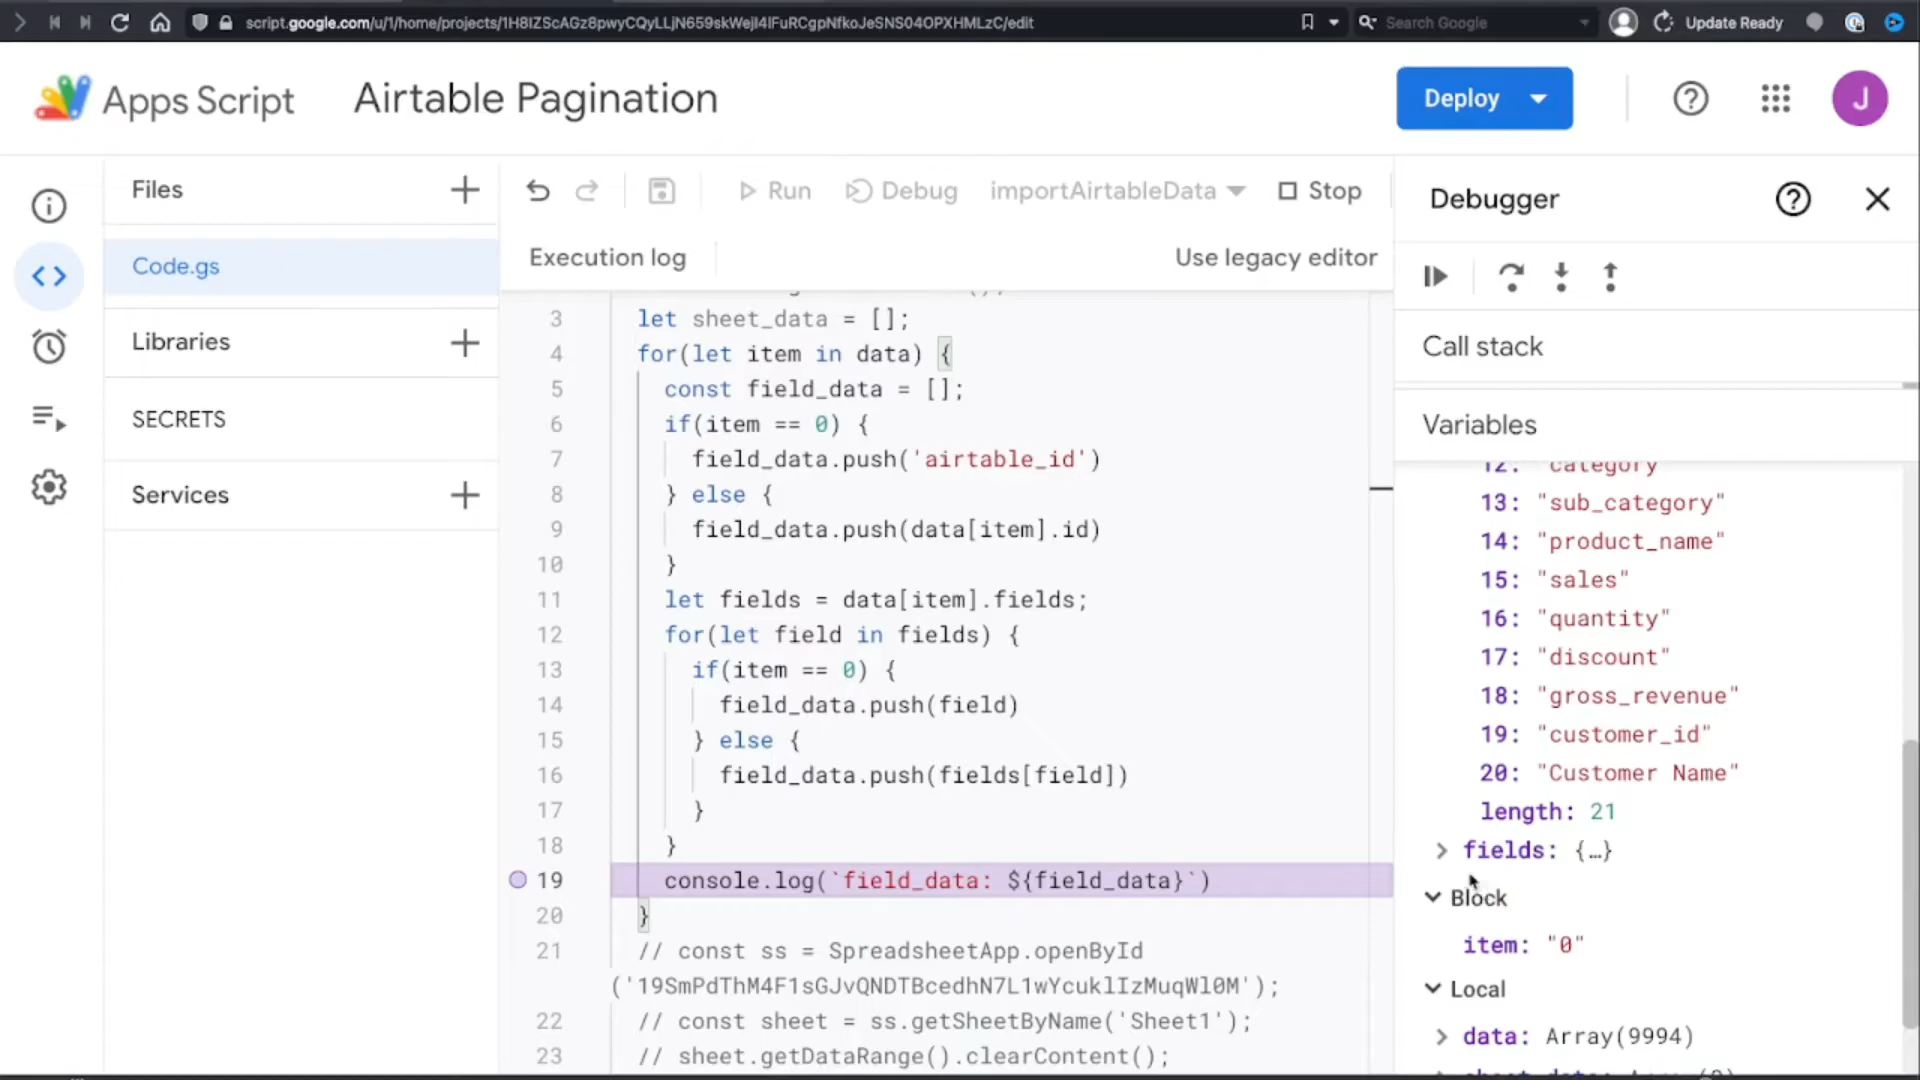 script.google.com/u/1/home/projects/1H8IZScAGz8pwyCQyLLjN659skWejI4lFuRCgpNfkoJeSNS04OPXHMLzC/edit
Search Google
Update Ready
Apps Script
Airtable Pagination
Deploy
J
Files
Code.gs
Libraries
SECRETS
Services
Run
Debug
importAirtableData
Stop
Execution log
Use legacy editor
3 let sheet_data = [];
4 for(let item in data) {
5 const field_data = [];
6 if(item == 0) {
7 field_data.push('airtable_id')
8 } else {
9 field_data.push(data[item].id)
10 }
11 let fields = data[item].fields;
12 for(let field in fields) {
13 if(item == 0) {
14 field_data.push(field)
15 } else {
16 field_data.push(fields[field])
17 }
18 }
19 console.log(`field_data: ${field_data}`)
20 }
21 // const ss = SpreadsheetApp.openById
('19SmPdThM4F1sGJvQNDTBcedhN7L1wYcuklIzMuqWl0M');
22 // const sheet = ss.getSheetByName('Sheet1');
23 // sheet.getDataRange().clearContent();
Debugger
Call stack
Variables
12: "category"
13: "sub_category"
14: "product_name"
15: "sales"
16: "quantity"
17: "discount"
18: "gross_revenue"
19: "customer_id"
20: "Customer Name"
length: 21
fields: {…}
Block
item: "0"
Local
data: Array(9994)